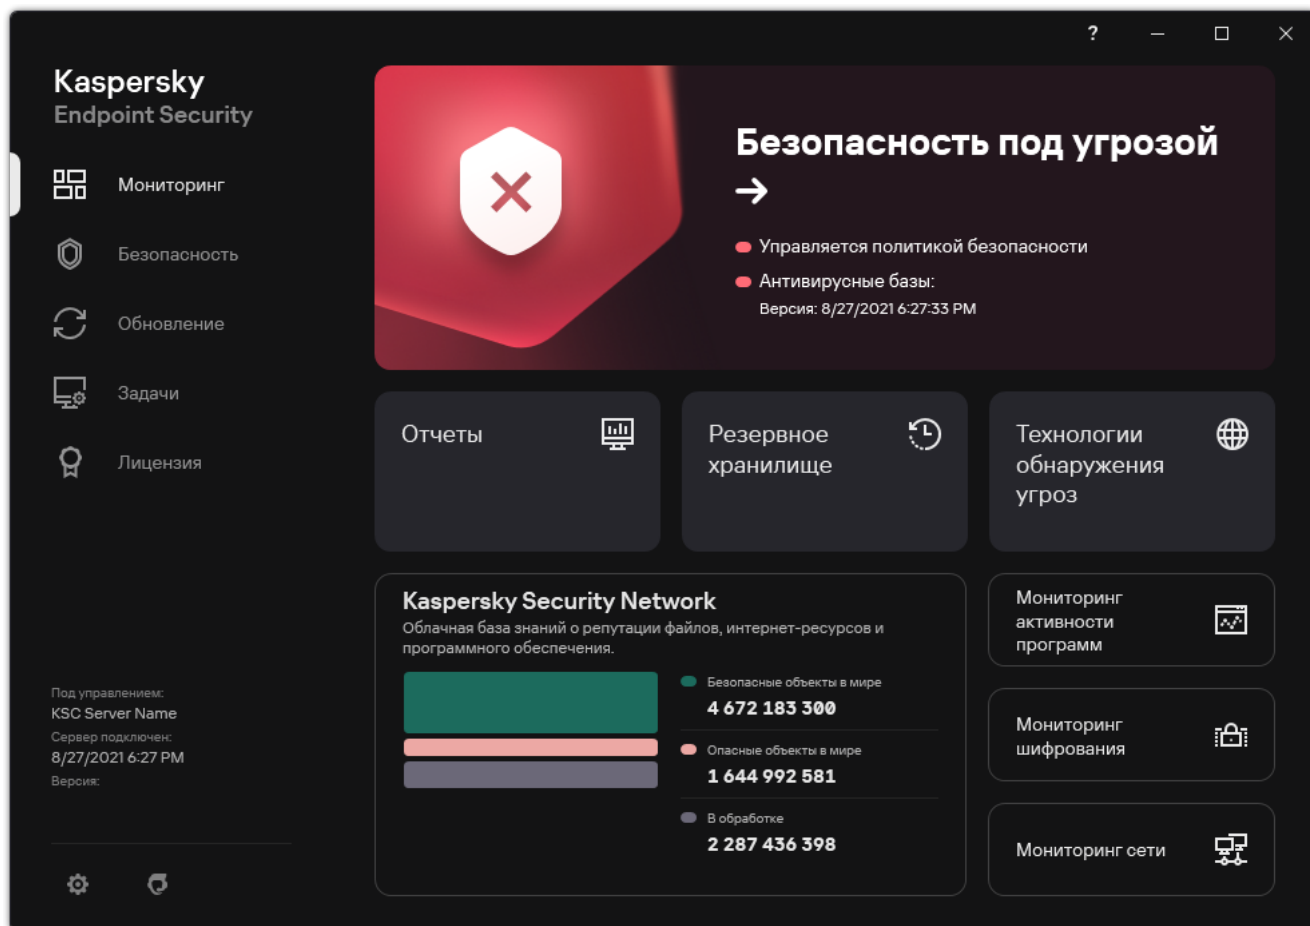 ?
Kaspersky
Endpoint Security
Мониторинг
Безопасность
Обновление
Задачи
Лицензия
Под управлением:
KSC Server Name
Сервер подключен:
8/27/2021 6:27 PM
Версия:
Безопасность под угрозой
Управляется политикой безопасности
Антивирусные базы:
Версия: 8/27/2021 6:27:33 PM
Отчеты
Резервное
хранилище
Технологии
обнаружения
угроз
Kaspersky Security Network
Облачная база знаний о репутации файлов, интернет-ресурсов и
программного обеспечения.
Безопасные объекты в мире
4 672 183 300
Опасные объекты в мире
1 644 992 581
В обработке
2 287 436 398
Мониторинг
активности
программ
Мониторинг
шифрования
Мониторинг сети